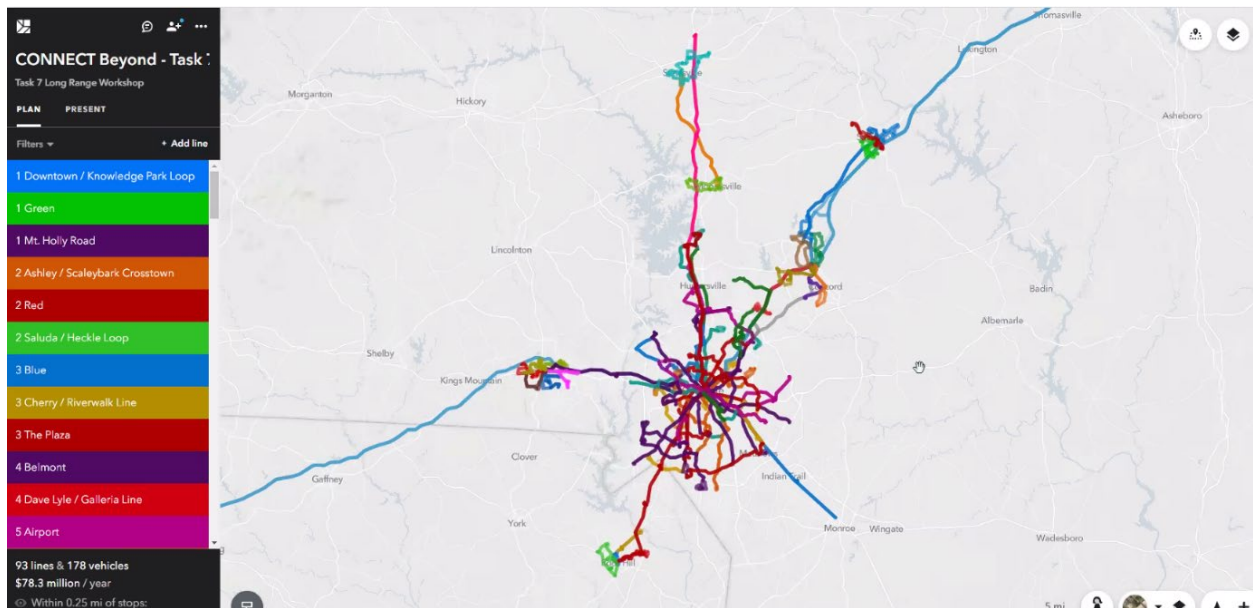 CONNECT Beyond - Task 7
Task 7 Long Range Workshop
PLAN PRESENT
Filters + Add line
1 Downtown / Knowledge Park Loop
1 Green
1 Mt. Holly Road
2 Ashley / Scaleybark Crosstown
2 Red
2 Saluda / Heckle Loop
3 Blue
3 Cherry / Riverwalk Line
3 The Plaza
4 Belmont
4 Dave Lyle / Galleria Line
5 Airport
93 lines & 178 vehicles
$78.3 million / year
Within 0.25 mi of stops:
Thomasville
Lexington
Morganton
Hickory
Asheboro
Lincolnton
Badin
Albemarle
Shelby
Kings Mountain
Clover
Gaffney
Indian Trail
York
Monroe
Wingate
Wadesboro
5 mi